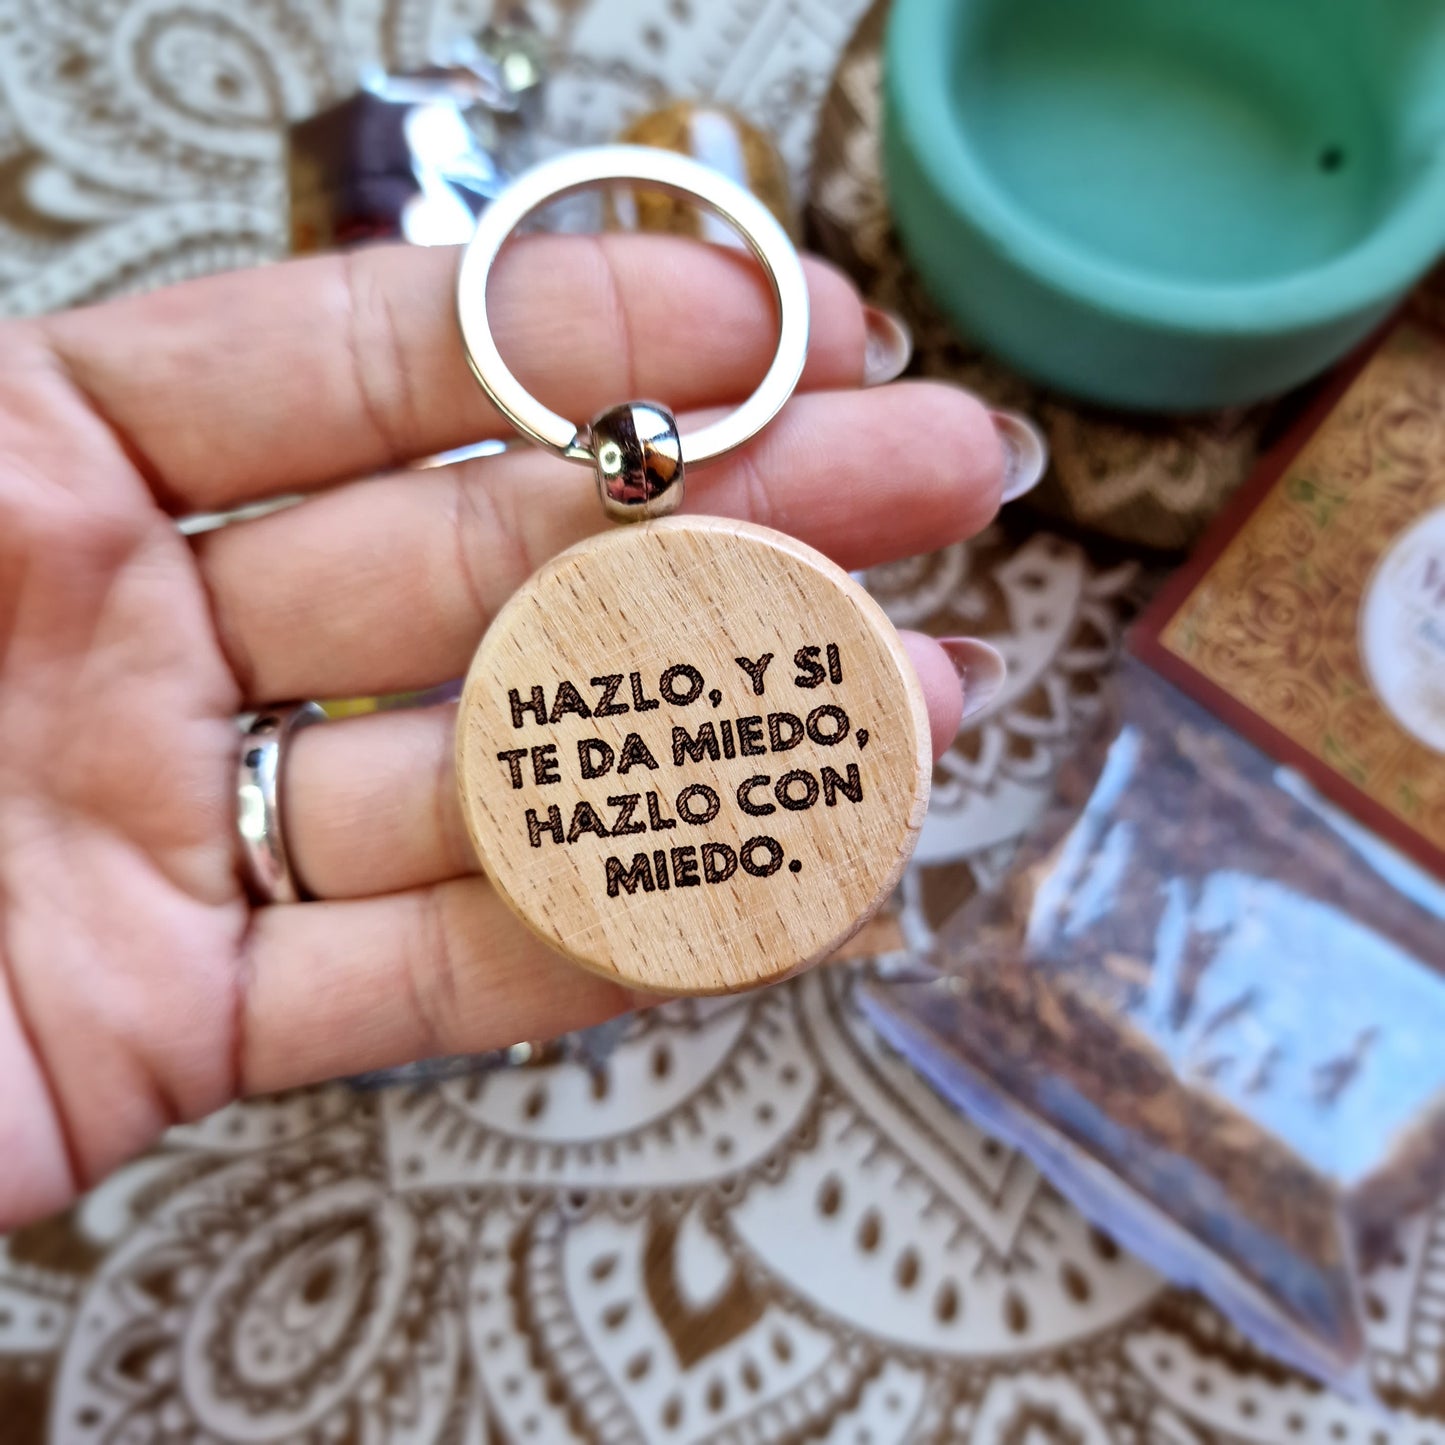 HAZLO, Y SI
TE DA MIEDO,
HAZLO CON
MIEDO.